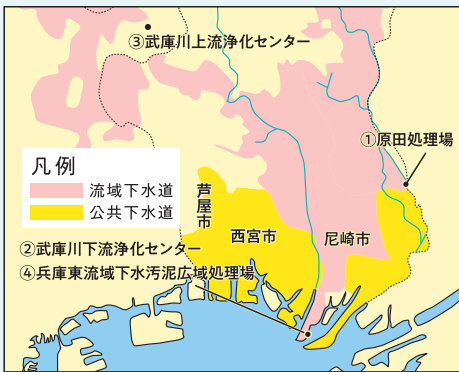 ③武庫川上流浄化センター
①原田処理場
凡例
流域下水道
公共下水道
芦屋市
西宮市
尼崎市
②武庫川下流浄化センター
④兵庫東流域下水汚泥広域処理場